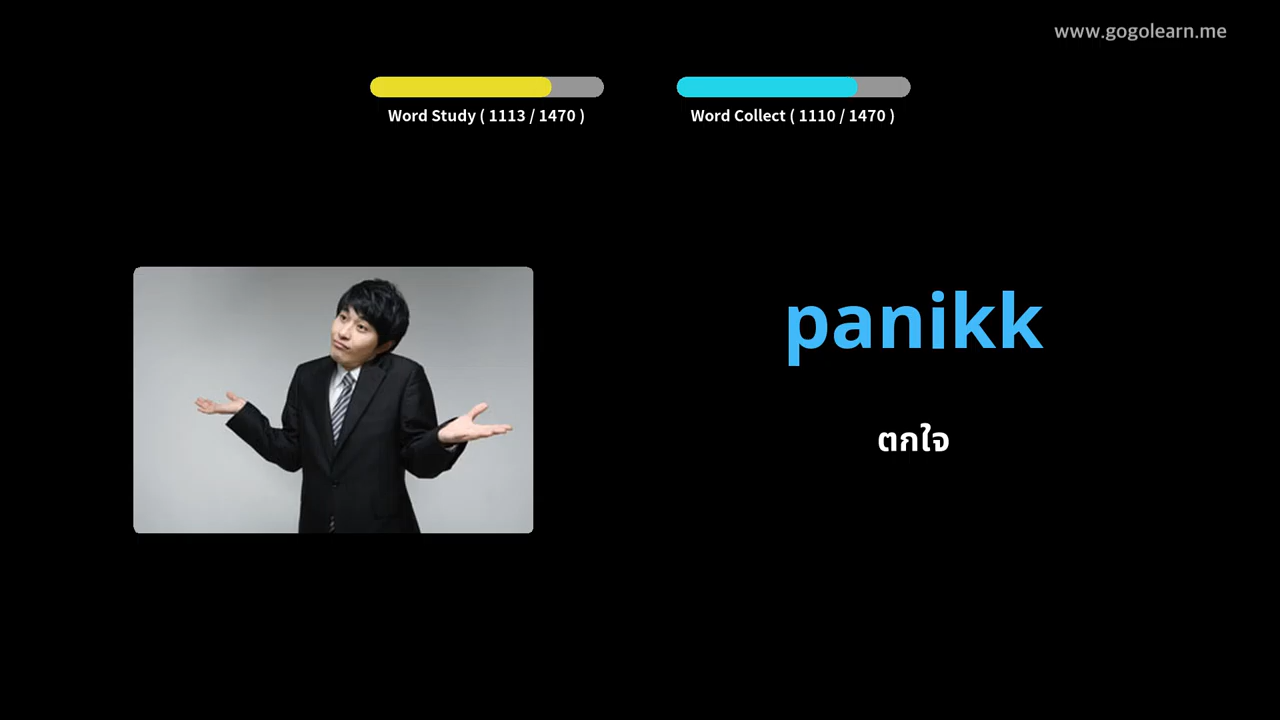 www.gogolearn.me
Word Study ( 1113 / 1470 )
Word Collect ( 1110 / 1470 )
panikk
ตกใจ